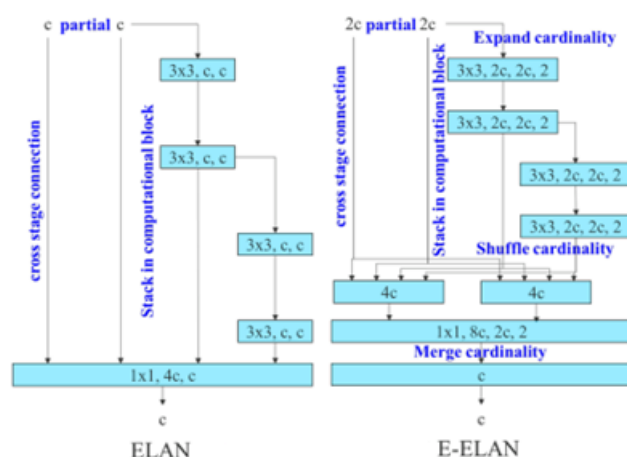 c partial c
3x3, c, c
3x3, c, c
3x3, c, c
3x3, c, c
cross stage connection
Stack in computational block
1x1, 4c, c
c
ELAN
2c partial 2c
Expand cardinality
3x3, 2c, 2c, 2
3x3, 2c, 2c, 2
3x3, 2c, 2c, 2
3x3, 2c, 2c, 2
cross stage connection
Stack in computational block
Shuffle cardinality
4c
4c
1x1, 8c, 2c, 2
Merge cardinality
c
c
E-ELAN